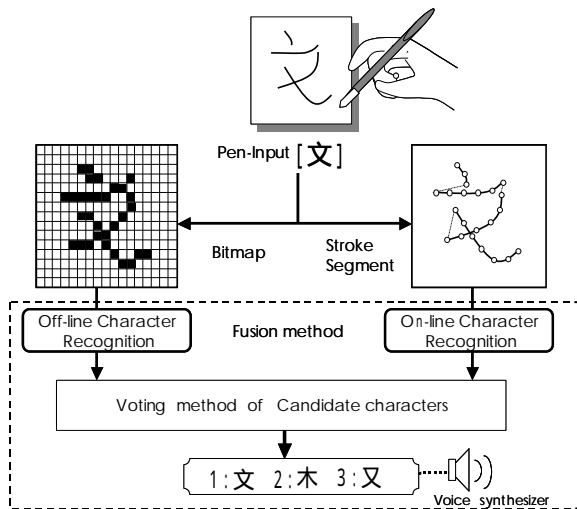 Pen-Input [文]
Bitmap
Stroke
Segment
Off-line Character
Recognition
Fusion method
On-line Character
Recognition
Voting method of Candidate characters
1:文 2:木 3:又
Voice synthesizer